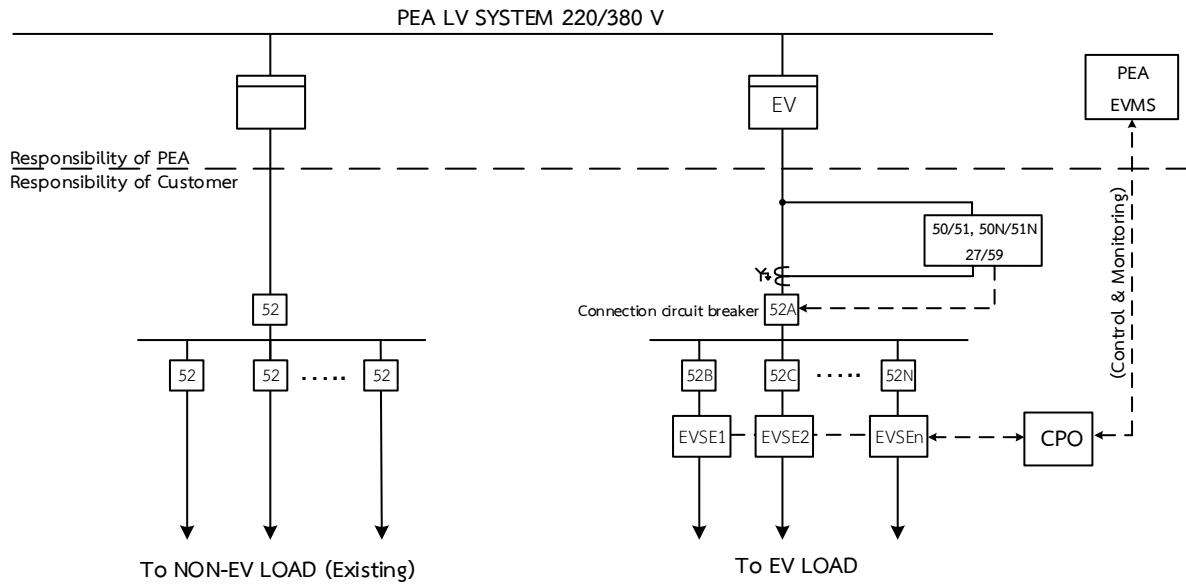 PEA LV SYSTEM 220/380 V
EV
PEA
EVMS
Responsibility of PEA
Responsibility of Customer
50/51, 50N/51N
27/59
(Control & Monitoring)
52
Connection circuit breaker
52A
52
52
.....
52
52B
52C
.....
52N
EVSE1
EVSE2
EVSEn
CPO
To NON-EV LOAD (Existing)
To EV LOAD